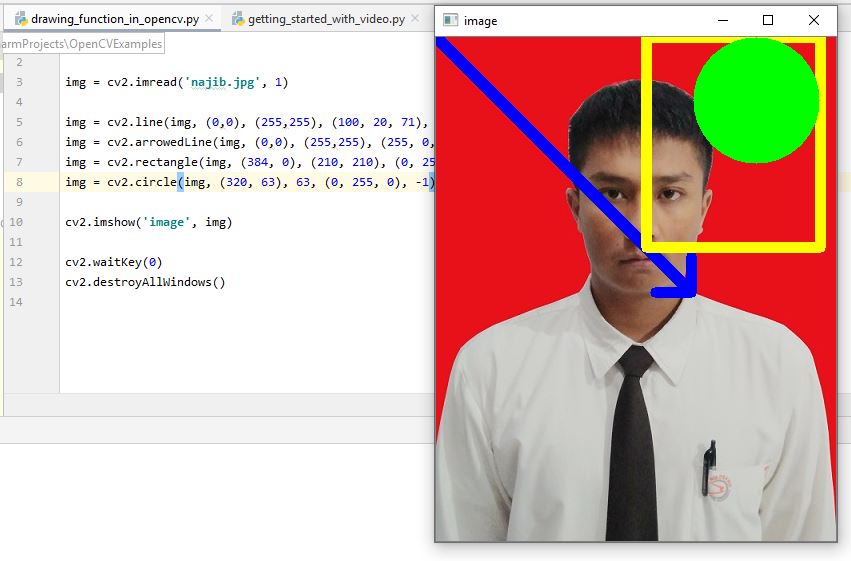 drawing_function_in_opencv.py
getting_started_with_video.py
image
armProjects\OpenCVExamples
2
3 img = cv2.imread('najib.jpg', 1)
4
5 img = cv2.line(img, (0,0), (255,255), (100, 20, 71),
6 img = cv2.arrowedLine(img, (0,0), (255,255), (255, 0,
7 img = cv2.rectangle(img, (384, 0), (210, 210), (0, 25
8 img = cv2.circle(img, (320, 63), 63, (0, 255, 0), -1)
9
10 cv2.imshow('image', img)
11
12 cv2.waitKey(0)
13 cv2.destroyAllWindows()
14